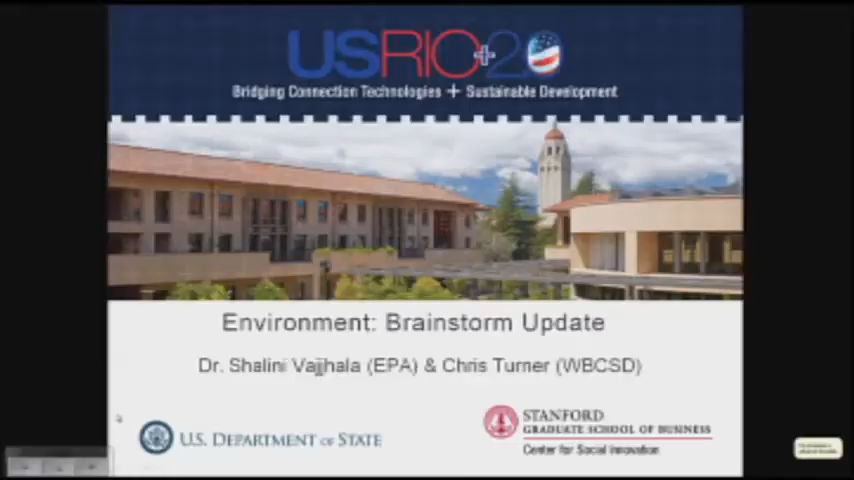 USRIO+20
Bridging Connection Technologies + Sustainable Development
Environment: Brainstorm Update
Dr. Shalini Vajjhala (EPA) & Chris Turner (WBCSD)
U.S. DEPARTMENT OF STATE
STANFORD
GRADUATE SCHOOL OF BUSINESS
Center for Social Innovation